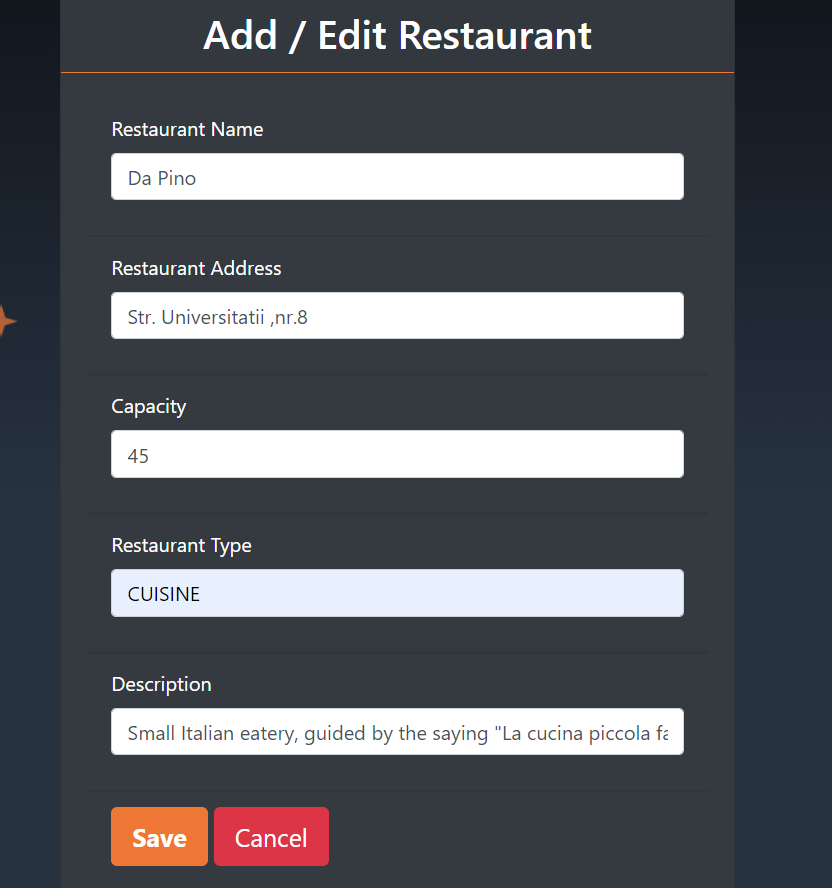 Add / Edit Restaurant
Restaurant Name
Da Pino
Restaurant Address
Str. Universitatii ,nr.8
Capacity
45
Restaurant Type
CUISINE
Description
Small Italian eatery, guided by the saying "La cucina piccola fa
Save Cancel